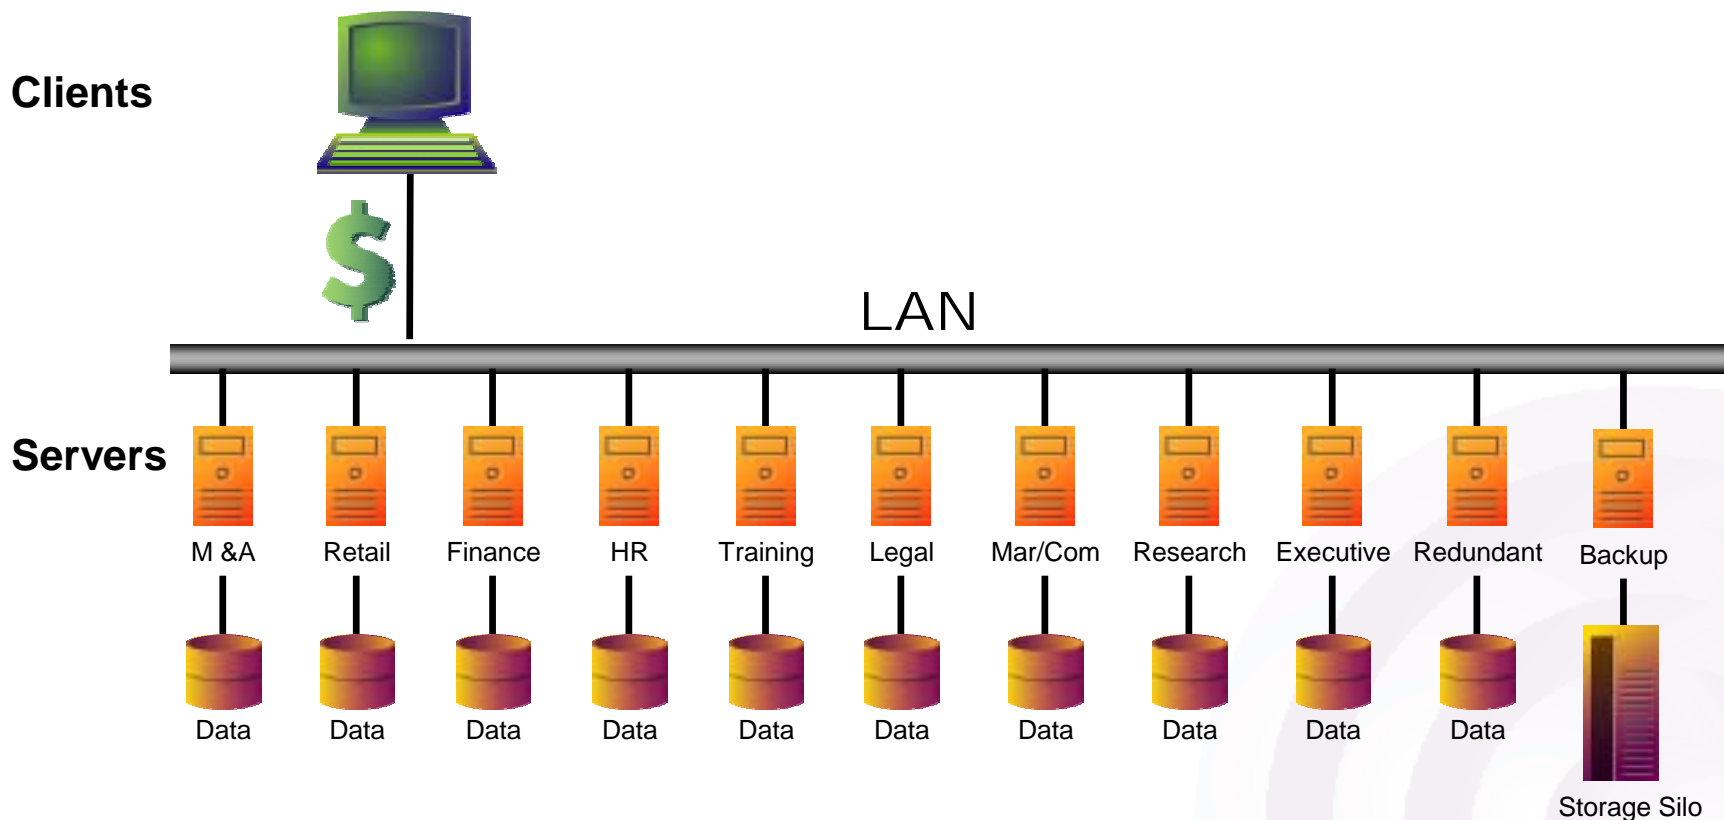 Clients
$
LAN
Servers
M &A Retail Finance HR Training Legal Mar/Com Research Executive Redundant Backup
Data Data Data Data Data Data Data Data Data Data
Storage Silo